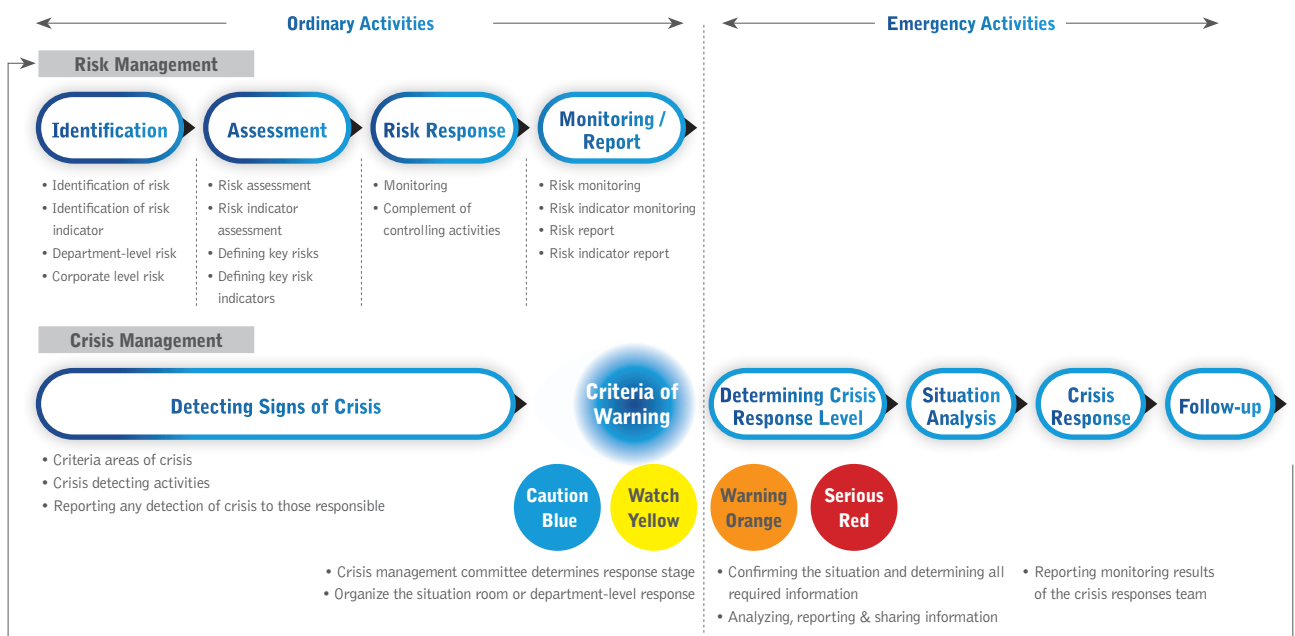 Ordinary Activities
Emergency Activities
Risk Management
Identification
Assessment
Risk Response
Monitoring /
Report
• Identification of risk
• Identification of risk
indicator
• Department-level risk
• Corporate level risk
• Risk assessment
• Risk indicator
assessment
• Defining key risks
• Defining key risk
indicators
• Monitoring
• Complement of
controlling activities
• Risk monitoring
• Risk indicator monitoring
• Risk report
• Risk indicator report
Crisis Management
Detecting Signs of Crisis
Criteria of
Warning
Determining Crisis
Response Level
Situation
Analysis
Crisis
Response
Follow-up
• Criteria areas of crisis
• Crisis detecting activities
• Reporting any detection of crisis to those responsible
Caution
Blue
Watch
Yellow
Warning
Orange
Serious
Red
• Crisis management committee determines response stage
• Organize the situation room or department-level response
• Confirming the situation and determining all
required information
• Analyzing, reporting & sharing information
• Reporting monitoring results
of the crisis responses team